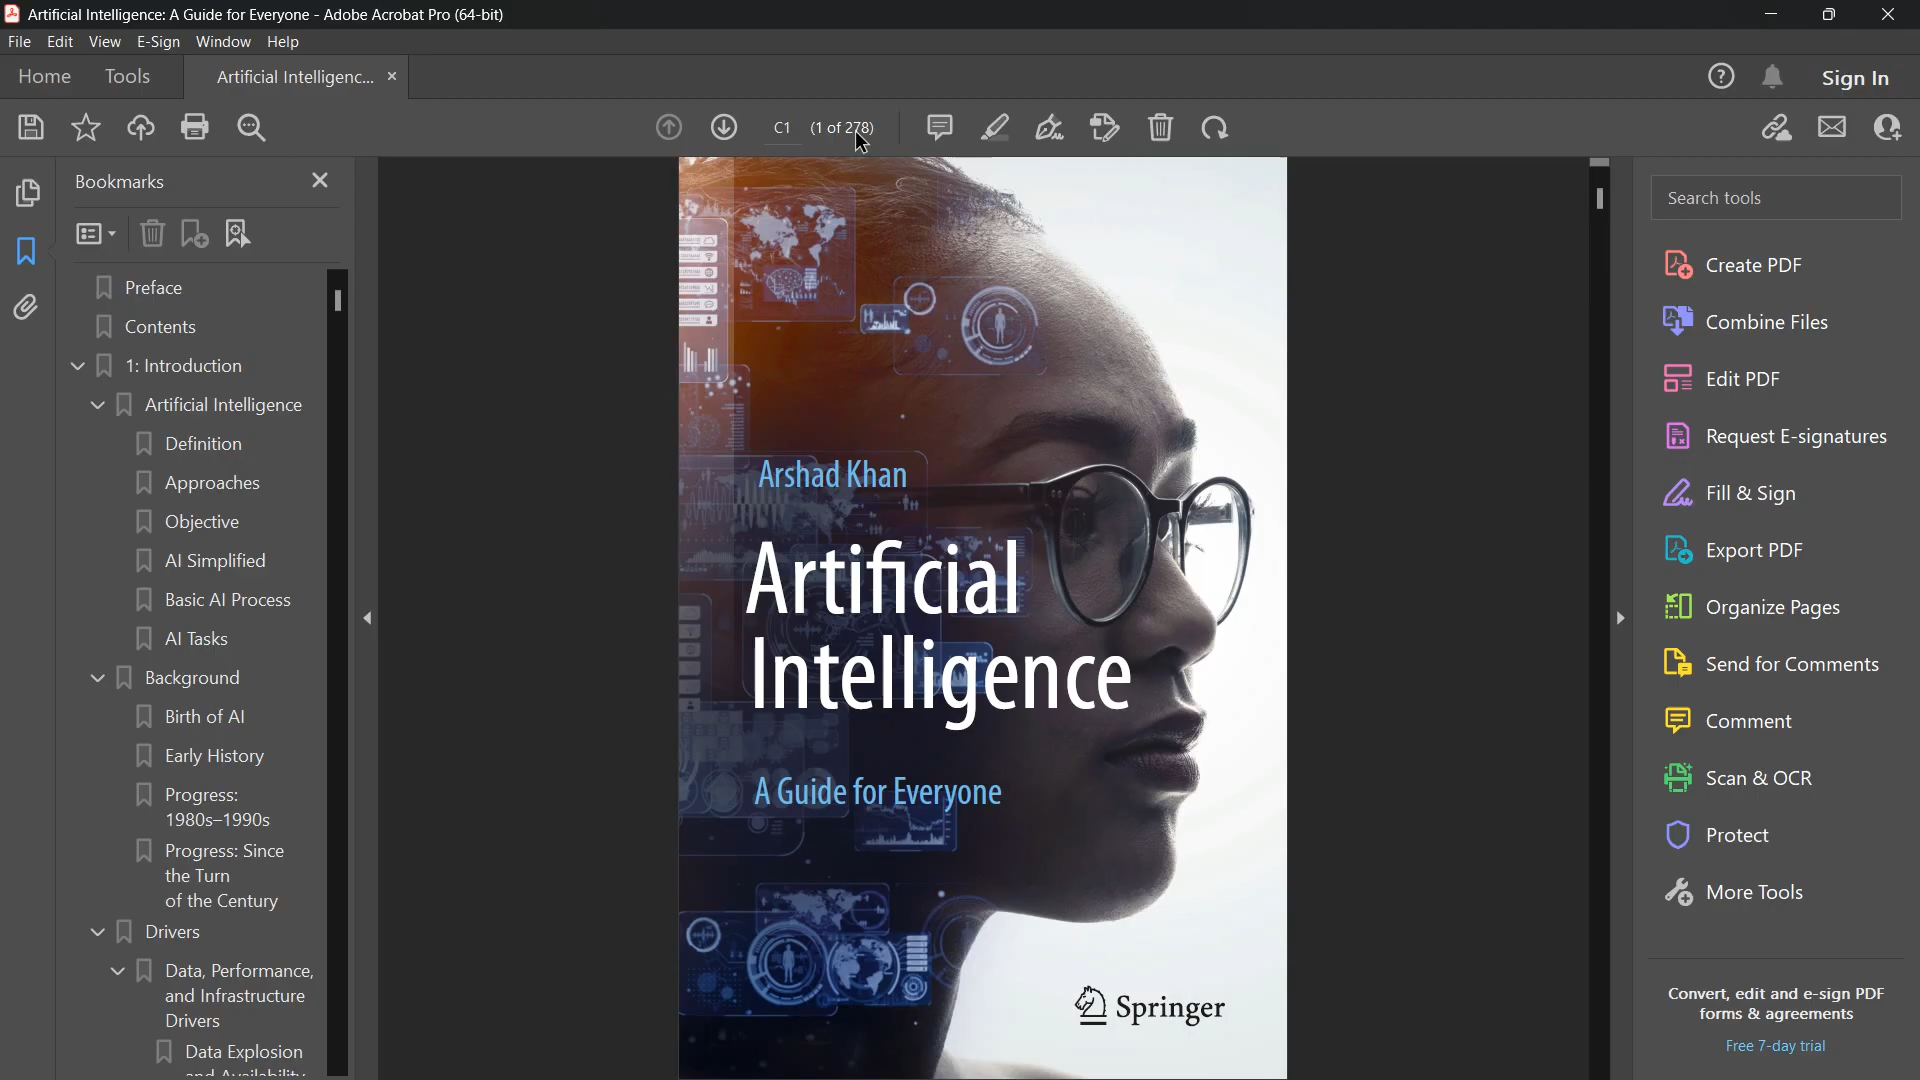 Artificial Intelligence: A Guide for Everyone - Adobe Acrobat Pro (64-bit)
File Edit View E-Sign Window Help
Home Tools Artificial Intelligenc... Sign In
C1 (1 of 278)
Bookmarks
Preface
Contents
1: Introduction
Artificial Intelligence
Definition
Approaches
Objective
AI Simplified
Basic AI Process
AI Tasks
Background
Birth of AI
Early History
Progress:
1980s–1990s
Progress: Since
the Turn
of the Century
Drivers
Data, Performance,
and Infrastructure
Drivers
Data Explosion
and Availability
Arshad Khan
Artificial
Intelligence
A Guide for Everyone
Springer
Search tools
Create PDF
Combine Files
Edit PDF
Request E-signatures
Fill & Sign
Export PDF
Organize Pages
Send for Comments
Comment
Scan & OCR
Protect
More Tools
Convert, edit and e-sign PDF
forms & agreements
Free 7-day trial